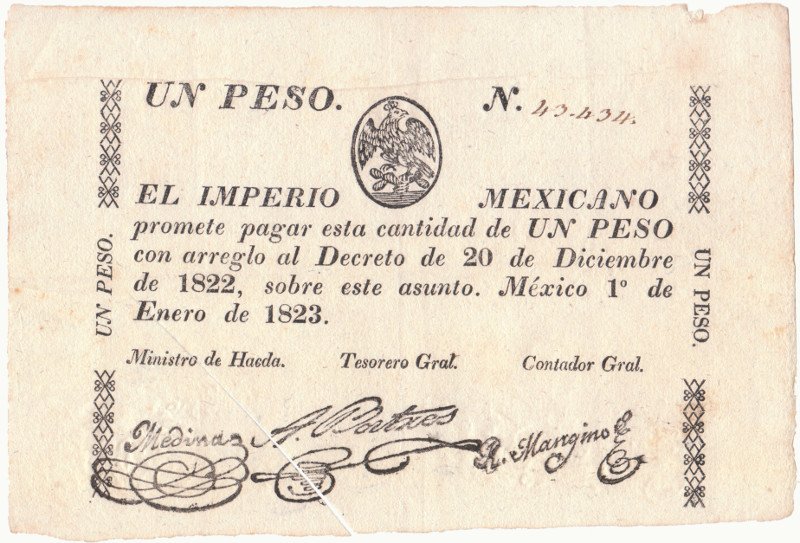 UN PESO. N. 43.434.
EL IMPERIO MEXICANO
promete pagar esta cantidad de UN PESO
con arreglo al Decreto de 20 de Diciembre
de 1822, sobre este asunto. México 1º de
Enero de 1823.
UN PESO.
UN PESO.
Ministro de Hacda. Tesorero Gral. Contador Gral.
Medina A. Batres R. Mangino